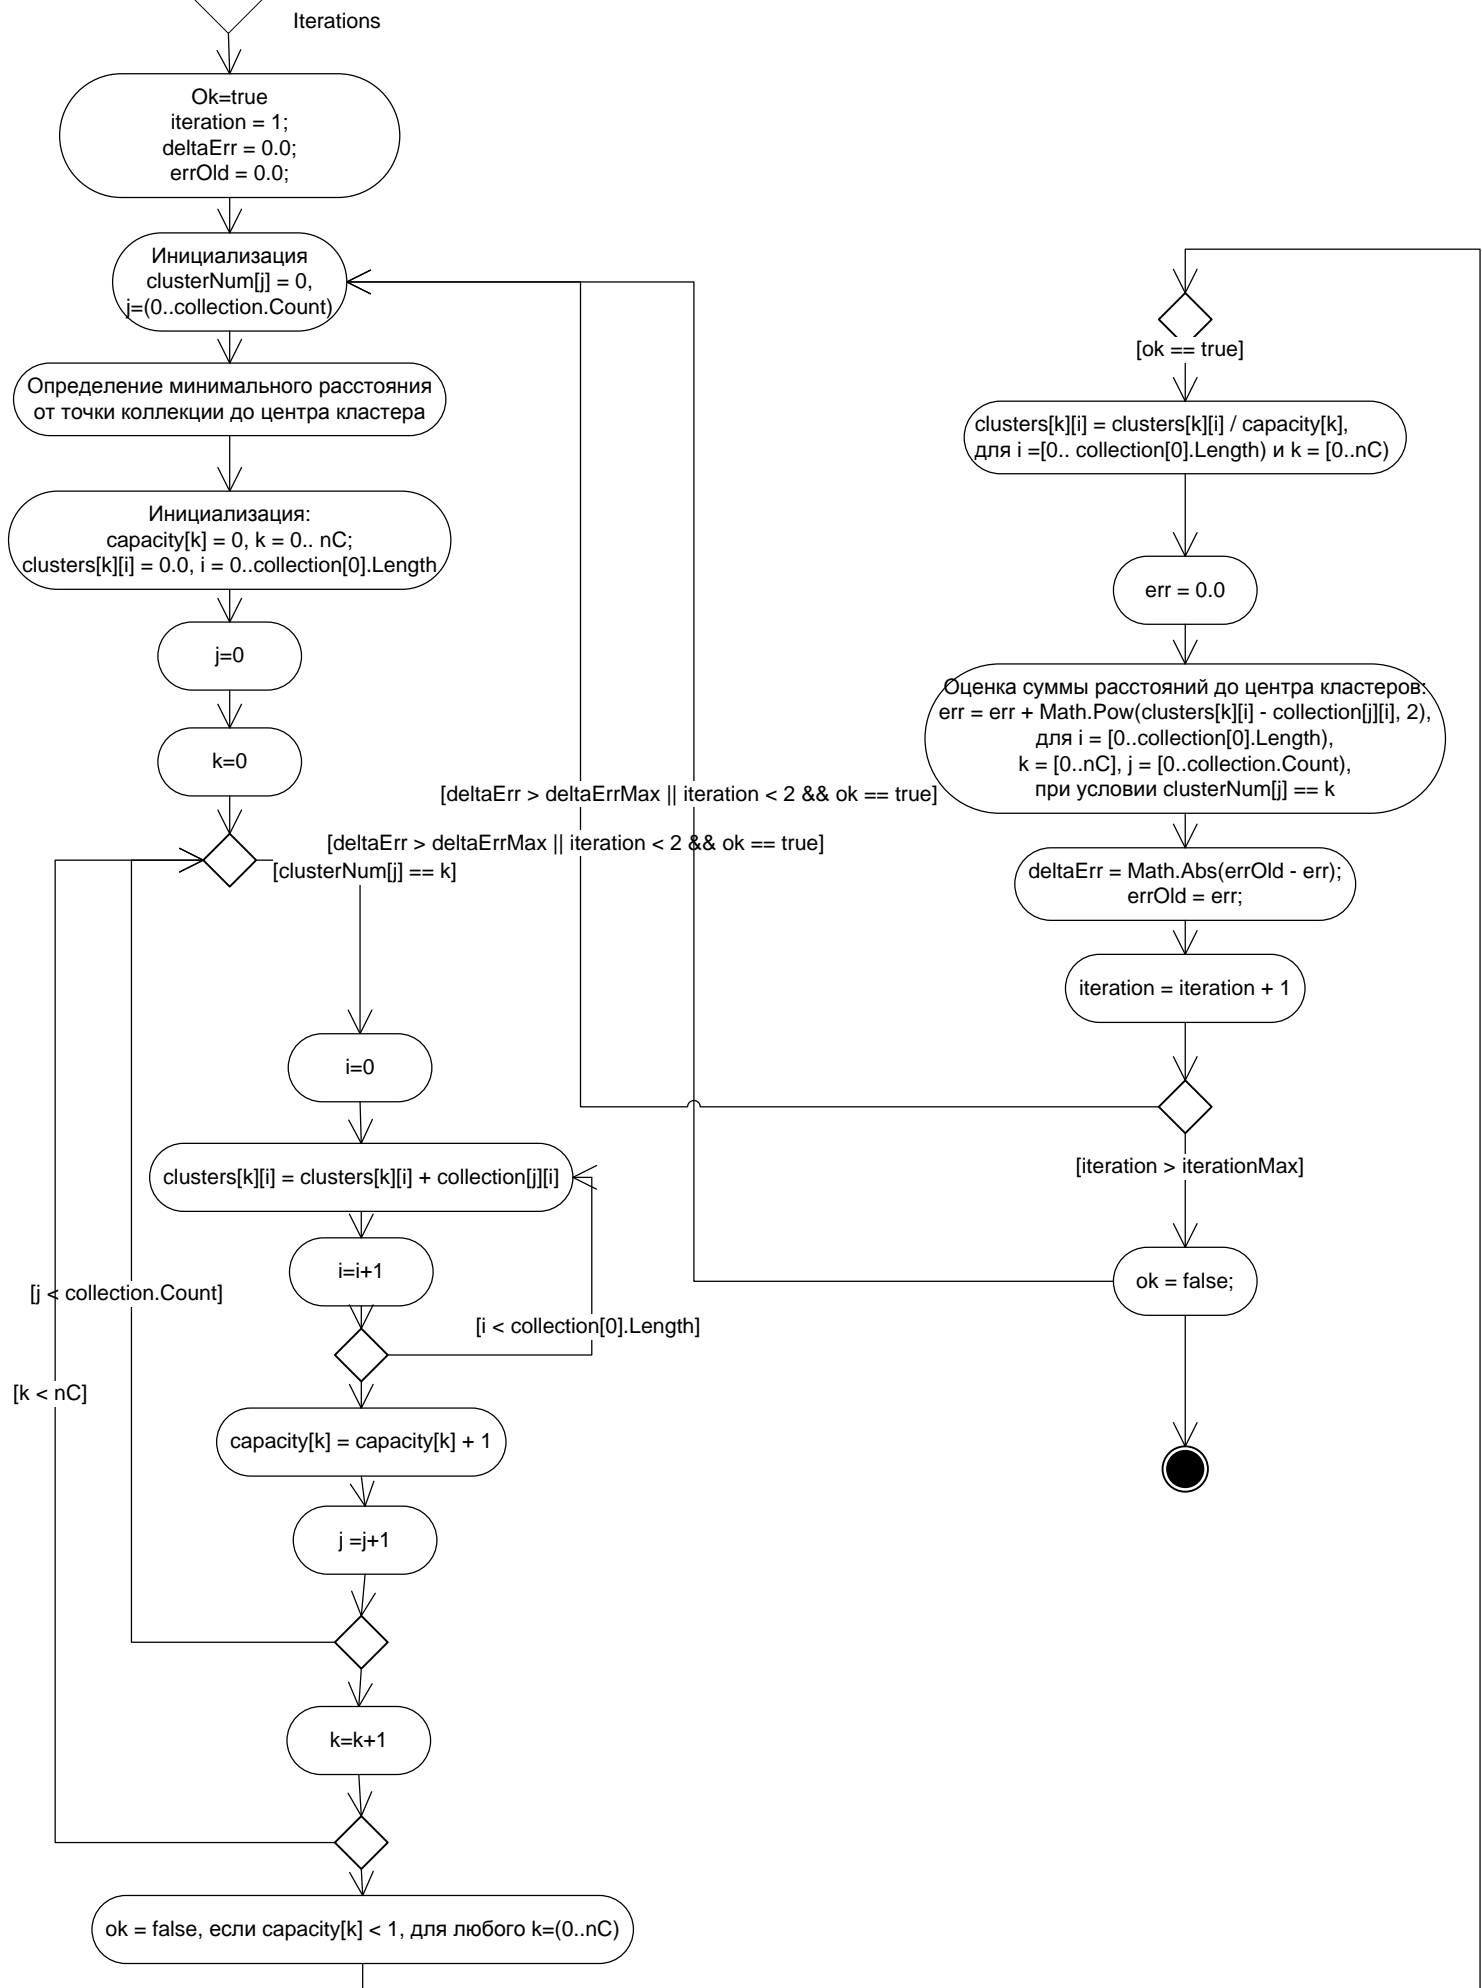 Iterations
Ok=true
iteration = 1;
deltaErr = 0.0;
errOld = 0.0;
Инициализация
clusterNum[j] = 0,
j=(0..collection.Count)
Определение минимального расстояния
от точки коллекции до центра кластера
Инициализация:
capacity[k] = 0, k = 0.. nC;
clusters[k][i] = 0.0, i = 0..collection[0].Length
j=0
k=0
[deltaErr > deltaErrMax || iteration < 2 && ok == true]
[deltaErr > deltaErrMax || iteration < 2 && ok == true]
[clusterNum[j] == k]
i=0
clusters[k][i] = clusters[k][i] + collection[j][i]
i=i+1
[j < collection.Count]
[i < collection[0].Length]
[k < nC]
capacity[k] = capacity[k] + 1
j =j+1
k=k+1
ok = false, если capacity[k] < 1, для любого k=(0..nC)
[ok == true]
clusters[k][i] = clusters[k][i] / capacity[k],
для i =[0.. collection[0].Length) и k = [0..nC)
err = 0.0
Оценка суммы расстояний до центра кластеров:
err = err + Math.Pow(clusters[k][i] - collection[j][i], 2),
для i = [0..collection[0].Length),
k = [0..nC], j = [0..collection.Count),
при условии clusterNum[j] == k
deltaErr = Math.Abs(errOld - err);
errOld = err;
iteration = iteration + 1
[iteration > iterationMax]
ok = false;